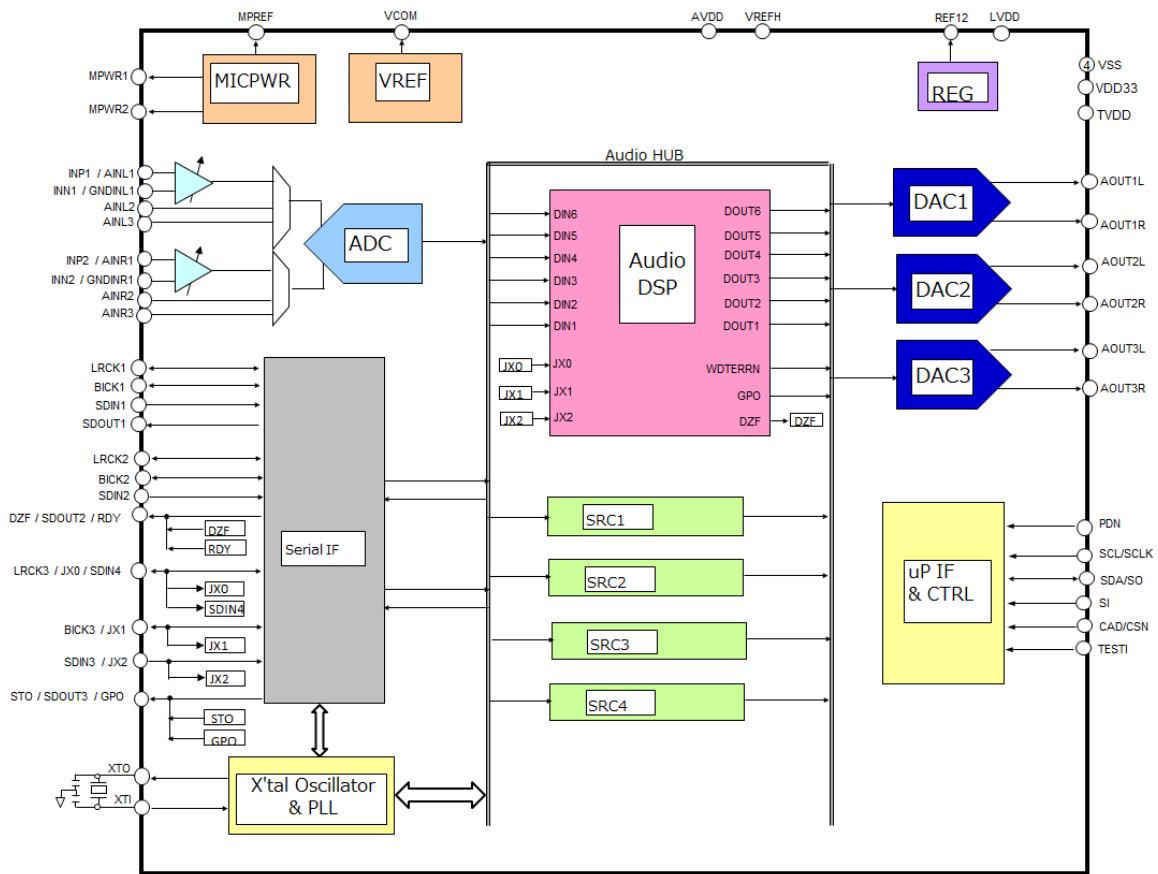 MPREF
VCOM
AVDD
VREFH
REF12
LVDD
MPWR1
MPWR2
MICPWR
VREF
REG
4
VSS
VDD33
TVDD
Audio HUB
INP1 / AINL1
INN1 / GNDINL1
AINL2
AINL3
INP2 / AINR1
INN2 / GNDINR1
AINR2
AINR3
ADC
DIN6
DIN5
DIN4
DIN3
DIN2
DIN1
JX0
JX0
JX1
JX1
JX2
JX2
Audio
DSP
DOUT6
DOUT5
DOUT4
DOUT3
DOUT2
DOUT1
WDTERRN
GPO
DZF
DZF
DAC1
DAC2
DAC3
AOUT1L
AOUT1R
AOUT2L
AOUT2R
AOUT3L
AOUT3R
LRCK1
BICK1
SDIN1
SDOUT1
LRCK2
BICK2
SDIN2
DZF / SDOUT2 / RDY
DZF
RDY
LRCK3 / JX0 / SDIN4
JX0
SDIN4
BICK3 / JX1
JX1
SDIN3 / JX2
JX2
STO / SDOUT3 / GPO
STO
GPO
Serial IF
SRC1
SRC2
SRC3
SRC4
uP IF
& CTRL
PDN
SCL/SCLK
SDA/SO
SI
CAD/CSN
TESTI
XTO
XTI
X'tal Oscillator
& PLL